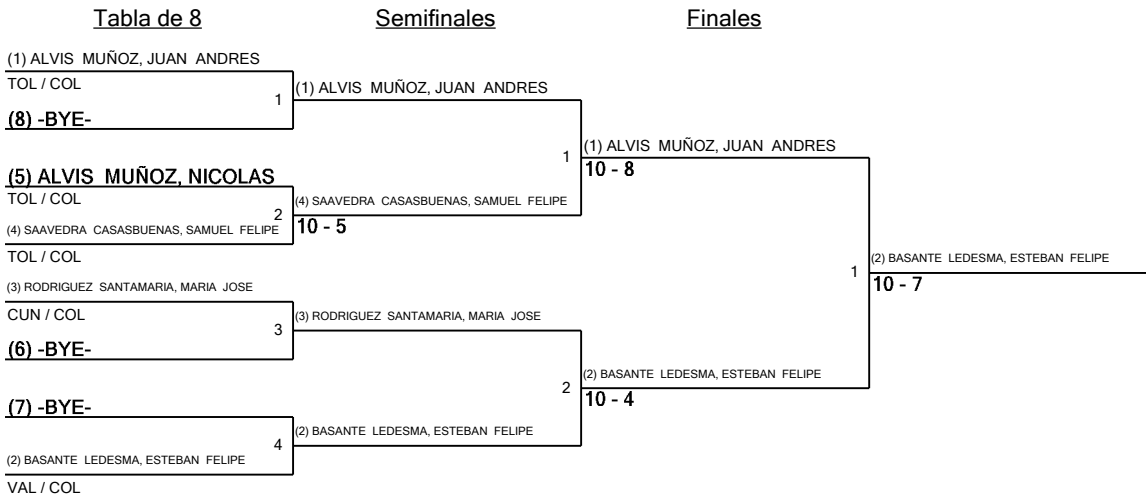 Tabla de 8
Semifinales
Finales
(1) ALVIS MUÑOZ, JUAN ANDRES
TOL / COL
1
(8) -BYE-
(5) ALVIS MUÑOZ, NICOLAS
TOL / COL
2
(4) SAAVEDRA CASASBUENAS, SAMUEL FELIPE
TOL / COL
(3) RODRIGUEZ SANTAMARIA, MARIA JOSE
CUN / COL
3
(6) -BYE-
(7) -BYE-
4
(2) BASANTE LEDESMA, ESTEBAN FELIPE
VAL / COL
(1) ALVIS MUÑOZ, JUAN ANDRES
1
(4) SAAVEDRA CASASBUENAS, SAMUEL FELIPE
10 - 5
(3) RODRIGUEZ SANTAMARIA, MARIA JOSE
2
(2) BASANTE LEDESMA, ESTEBAN FELIPE
(1) ALVIS MUÑOZ, JUAN ANDRES
10 - 8
1
(2) BASANTE LEDESMA, ESTEBAN FELIPE
10 - 4
(2) BASANTE LEDESMA, ESTEBAN FELIPE
10 - 7